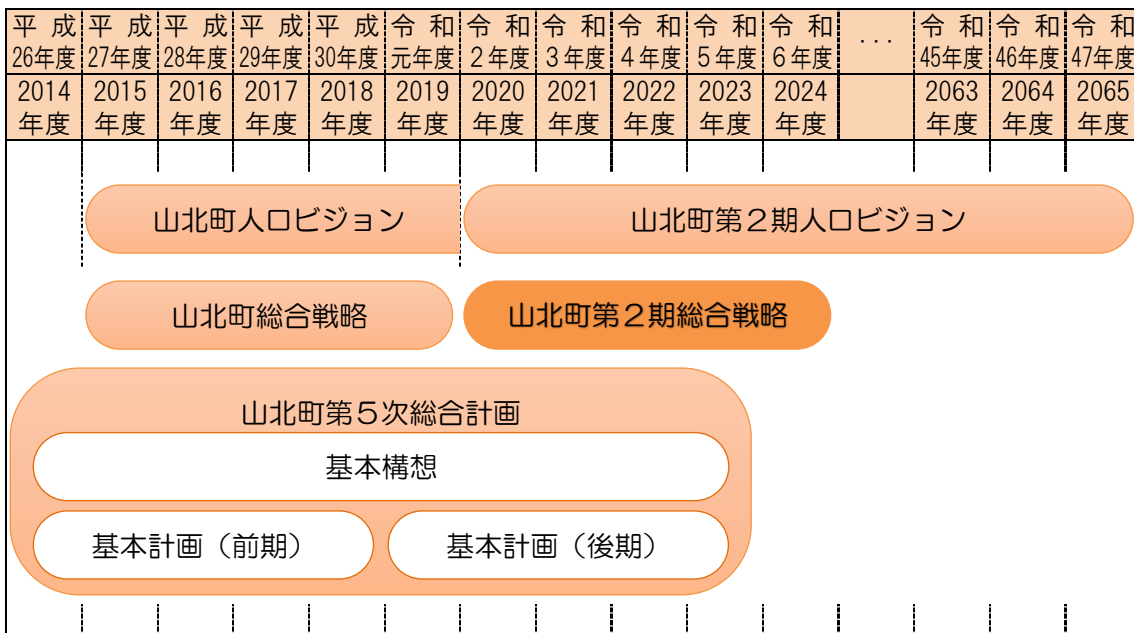 平成 平成 平成 平成 平成 令和 令和 令和 令和 令和 令和 ... 令和 令和 令和
26年度 27年度 28年度 29年度 30年度 元年度 2年度 3年度 4年度 5年度 6年度 45年度 46年度 47年度
2014 2015 2016 2017 2018 2019 2020 2021 2022 2023 2024 2063 2064 2065
年度 年度 年度 年度 年度 年度 年度 年度 年度 年度 年度 年度 年度 年度
山北町人口ビジョン 山北町第2期人口ビジョン
山北町総合戦略 山北町第2期総合戦略
山北町第5次総合計画
基本構想
基本計画(前期) 基本計画(後期)